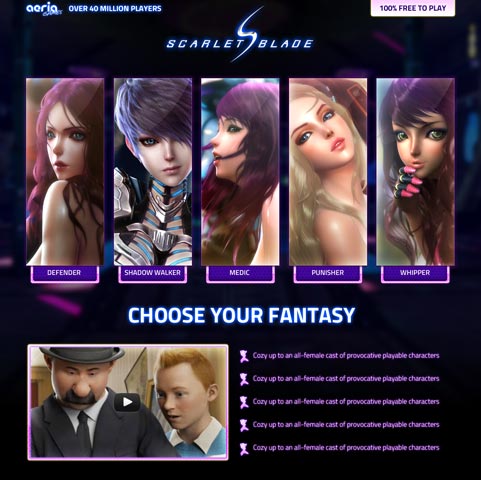 aeria GAMES
OVER 40 MILLION PLAYERS
100% FREE TO PLAY
SCARLET BLADE
DEFENDER
SHADOW WALKER
MEDIC
PUNISHER
WHIPPER
CHOOSE YOUR FANTASY
Cozy up to an all-female cast of provocative playable characters
Cozy up to an all-female cast of provocative playable characters
Cozy up to an all-female cast of provocative playable characters
Cozy up to an all-female cast of provocative playable characters
Cozy up to an all-female cast of provocative playable characters